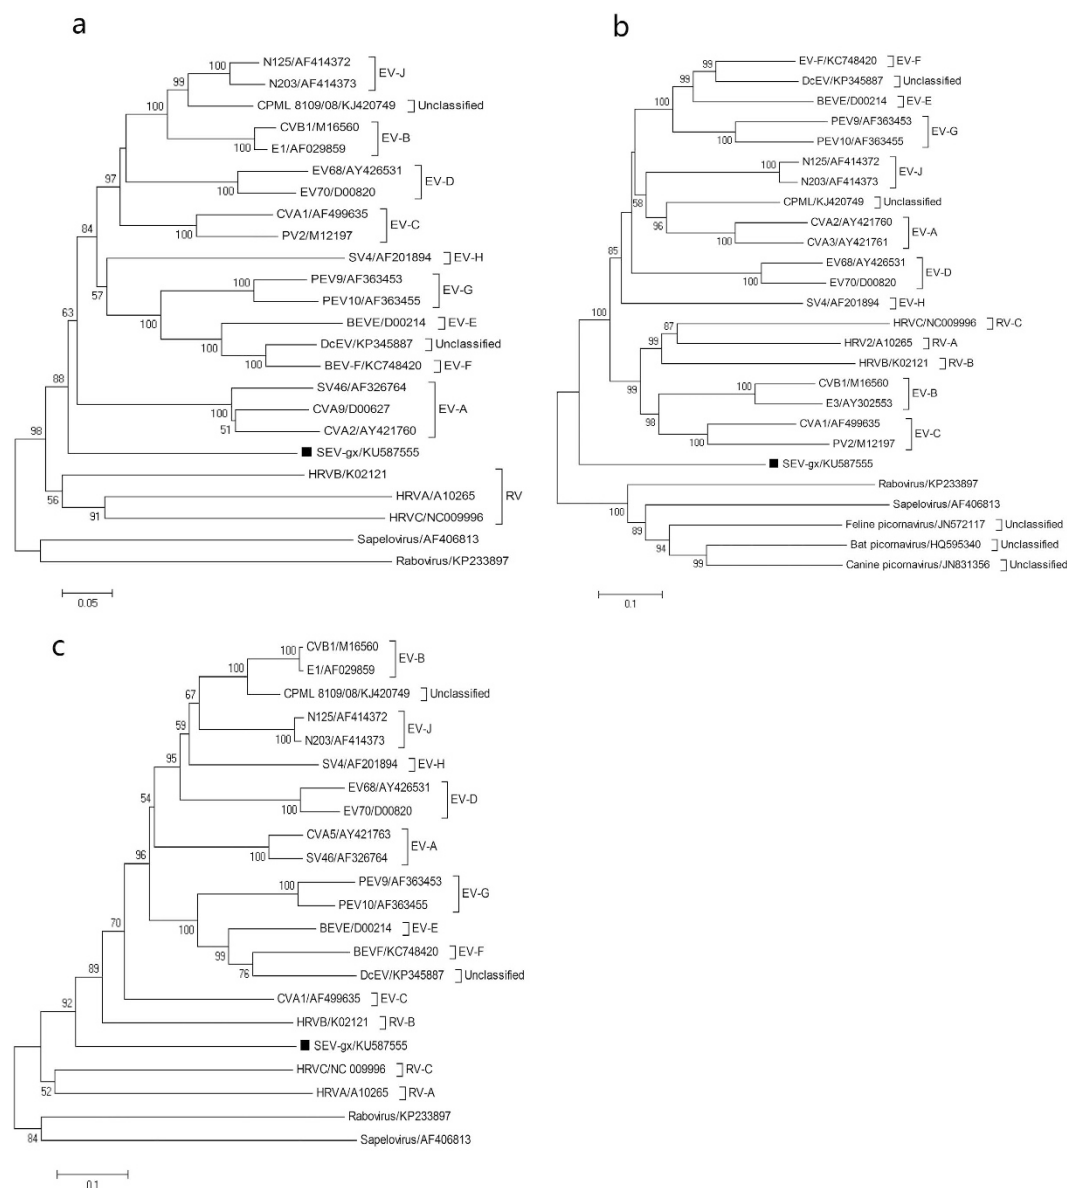 a
N125/AF414372
EV-J
N203/AF414373
CPML 8109/08/KJ420749 Unclassified
CVB1/M16560
EV-B
E1/AF029859
EV68/AY426531
EV-D
EV70/D00820
CVA1/AF499635
EV-C
PV2/M12197
SV4/AF201894 EV-H
PEV9/AF363453
EV-G
PEV10/AF363455
BEVE/D00214 EV-E
DcEV/KP345887 Unclassified
BEV-F/KC748420 EV-F
SV46/AF326764
CVA9/D00627 EV-A
CVA2/AY421760
SEV-gx/KU587555
HRVB/K02121
HRVA/A10265 RV
HRVC/NC009996
Sapelovirus/AF406813
Rabovirus/KP233897
100
99
100
100
100
97
100
84
100
57
100
63
100
100
88
100
51
98
56
91
0.05
b
EV-F/KC748420 EV-F
DcEV/KP345887 Unclassified
BEVE/D00214 EV-E
PEV9/AF363453
EV-G
PEV10/AF363455
N125/AF414372
EV-J
N203/AF414373
CPML/KJ420749 Unclassified
CVA2/AY421760
EV-A
CVA3/AY421761
EV68/AY426531
EV-D
EV70/D00820
SV4/AF201894 EV-H
HRVC/NC009996 RV-C
HRV2/A10265 RV-A
HRVB/K02121 RV-B
CVB1/M16560
EV-B
E3/AY302553
CVA1/AF499635
EV-C
PV2/M12197
SEV-gx/KU587555
Rabovirus/KP233897
Sapelovirus/AF406813
Feline picornavirus/JN572117 Unclassified
Bat picornavirus/HQ595340 Unclassified
Canine picornavirus/JN831356 Unclassified
99
99
100
100
100
58
96
100
85
100
100
87
99
99
100
98
100
100
89
94
99
0.1
c
CVB1/M16560
EV-B
E1/AF029859
CPML 8109/08/KJ420749 Unclassified
N125/AF414372
EV-J
N203/AF414373
SV4/AF201894 EV-H
EV68/AY426531
EV-D
EV70/D00820
CVA5/AY421763
EV-A
SV46/AF326764
PEV9/AF363453
EV-G
PEV10/AF363455
BEVE/D00214 EV-E
BEVF/KC748420 EV-F
DcEV/KP345887 Unclassified
CVA1/AF499635 EV-C
HRVB/K02121 RV-B
SEV-gx/KU587555
HRVC/NC 009996 RV-C
HRVA/A10265 RV-A
Rabovirus/KP233897
Sapelovirus/AF406813
100
100
67
59
100
95
54
100
100
96
100
100
99
76
70
89
92
52
84
0.1